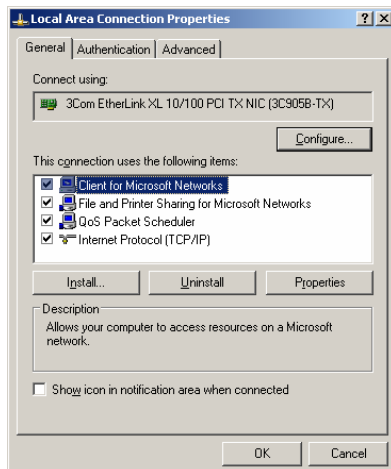 Local Area Connection Properties
General Authentication Advanced
Connect using:
3Com EtherLink XL 10/100 PCI TX NIC (3C905B-TX)
Configure...
This connection uses the following items:
Client for Microsoft Networks
File and Printer Sharing for Microsoft Networks
QoS Packet Scheduler
Internet Protocol (TCP/IP)
Install... Uninstall Properties
Description
Allows your computer to access resources on a Microsoft
network.
Show icon in notification area when connected
OK Cancel